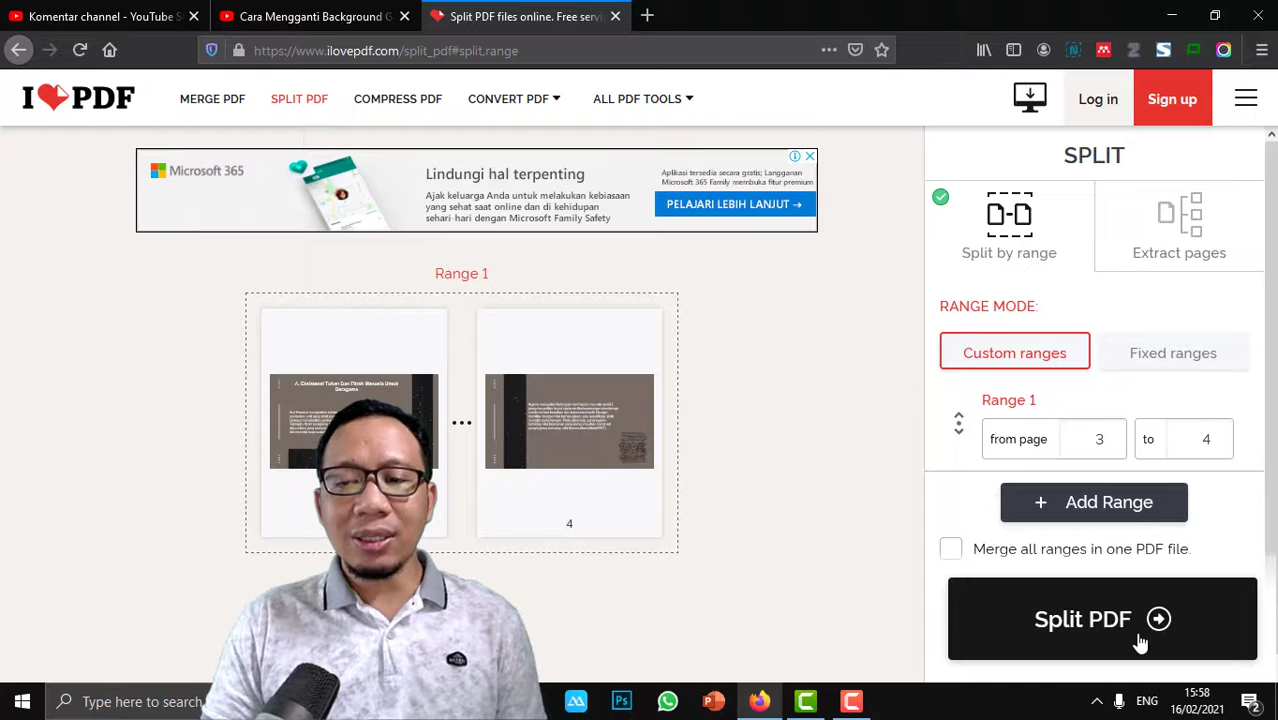 Komentar channel - YouTube S
Cara Mengganti Background G
Split PDF files online. Free servi
https://www.ilovepdf.com/split_pdf#split,range
I PDF
MERGE PDF
SPLIT PDF
COMPRESS PDF
CONVERT PDF
ALL PDF TOOLS
Log in
Sign up
Microsoft 365
Lindungi hal terpenting
Ajak keluarga Anda untuk melakukan kebiasaan
yang sehat saat online dan di kehidupan
sehari-hari dengan Microsoft Family Safety
Aplikasi tersedia secara gratis; Langganan
Microsoft 365 Family membuka fitur premium
PELAJARI LEBIH LANJUT →
Range 1
4
SPLIT
Split by range
Extract pages
RANGE MODE:
Custom ranges
Fixed ranges
Range 1
from page 3 to 4
+ Add Range
Merge all ranges in one PDF file.
Split PDF
Type here to search
Ps
ENG
15:58
16/02/2021
2